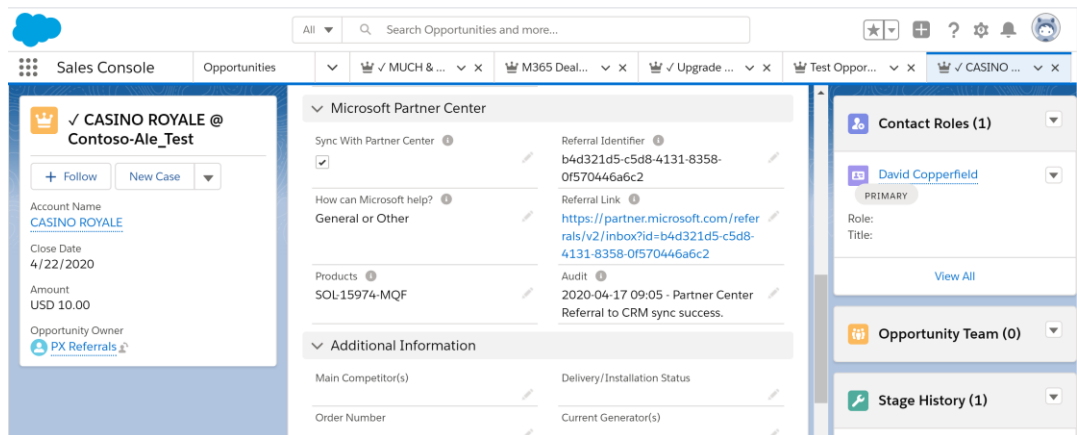 All
Search Opportunities and more...
Sales Console
Opportunities
✓ MUCH & ...
M365 Deal...
✓ Upgrade ...
Test Oppor...
✓ CASINO ...
✓ CASINO ROYALE @
Contoso-Ale_Test
+ Follow
New Case
Account Name
CASINO ROYALE
Close Date
4/22/2020
Amount
USD 10.00
Opportunity Owner
PX Referrals
Microsoft Partner Center
Sync With Partner Center
Referral Identifier
b4d321d5-c5d8-4131-8358-
0f570446a6c2
How can Microsoft help?
General or Other
Referral Link
https://partner.microsoft.com/refer
rals/v2/inbox?id=b4d321d5-c5d8-
4131-8358-0f570446a6c2
Products
SOL-15974-MQF
Audit
2020-04-17 09:05 - Partner Center
Referral to CRM sync success.
Additional Information
Main Competitor(s)
Delivery/Installation Status
Order Number
Current Generator(s)
Contact Roles (1)
David Copperfield
PRIMARY
Role:
Title:
View All
Opportunity Team (0)
Stage History (1)